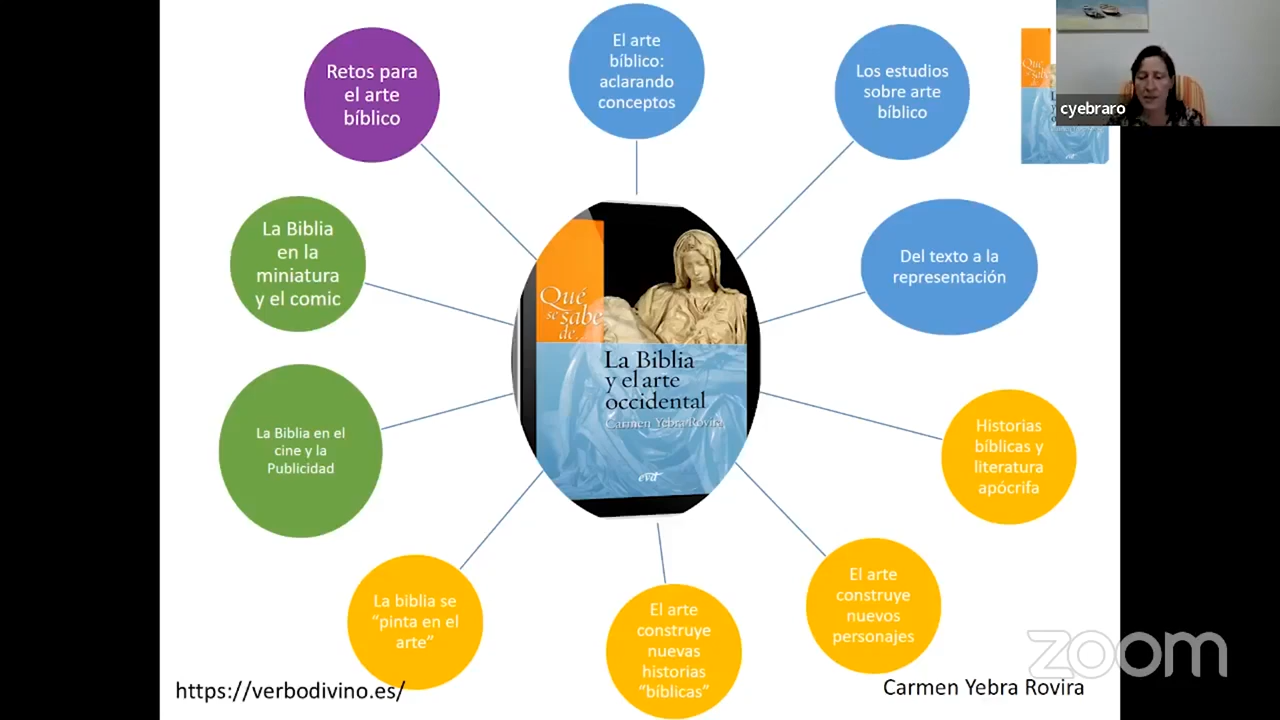 El arte
bíblico:
aclarando
conceptos
Los estudios
sobre arte
bíblico
Del texto a la
representación
Historias
bíblicas y
literatura
apócrifa
El arte
construye
nuevos
personajes
El arte
construye
nuevas
historias
"bíblicas"
La biblia se
"pinta en el
arte"
La Biblia en el
cine y la
Publicidad
La Biblia
en la
miniatura
y el comic
Retos para
el arte
bíblico
Qué
se sabe
de...
La Biblia
y el arte
occidental
Carmen Yebra Rovira
evd
cyebraro
https://verbodivino.es/
Carmen Yebra Rovira
zoom